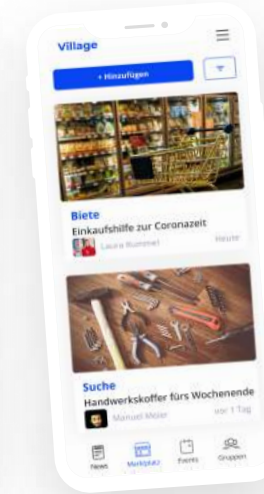 Village
+ Hinzufügen
Biete
Einkaufshilfe zur Coronazeit
Laura Kummel
Heute
Suche
Handwerkskoffer fürs Wochenende
Manuel Meier
vor 1 Tag
News
Marktplatz
Events
Gruppen